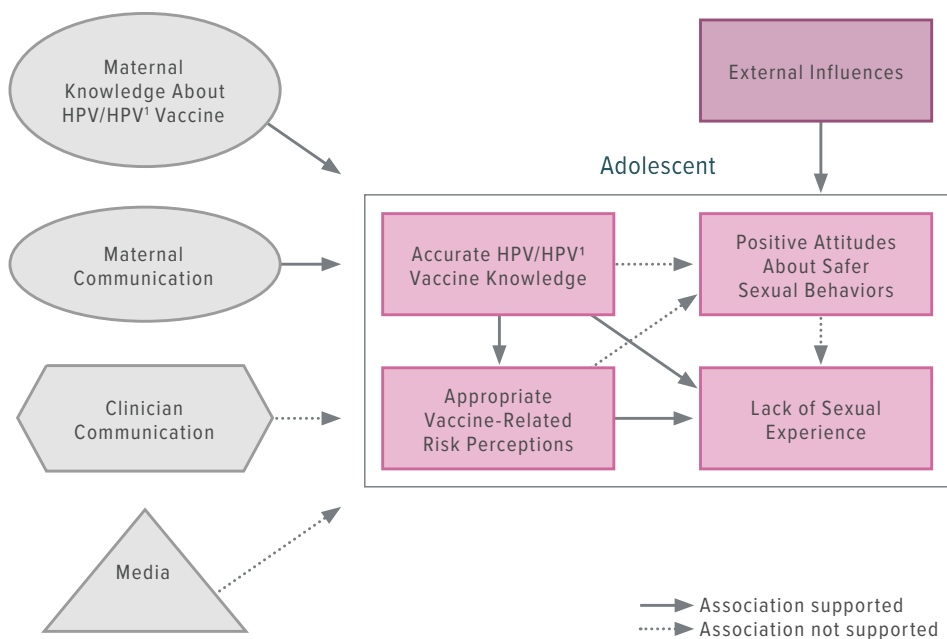 Maternal
Knowledge About
HPV/HPV¹ Vaccine
External Influences
Adolescent
Maternal
Communication
Accurate HPV/HPV¹
Vaccine Knowledge
Positive Attitudes
About Safer
Sexual Behaviors
Clinician
Communication
Appropriate
Vaccine-Related
Risk Perceptions
Lack of Sexual
Experience
Media
Association supported
Association not supported